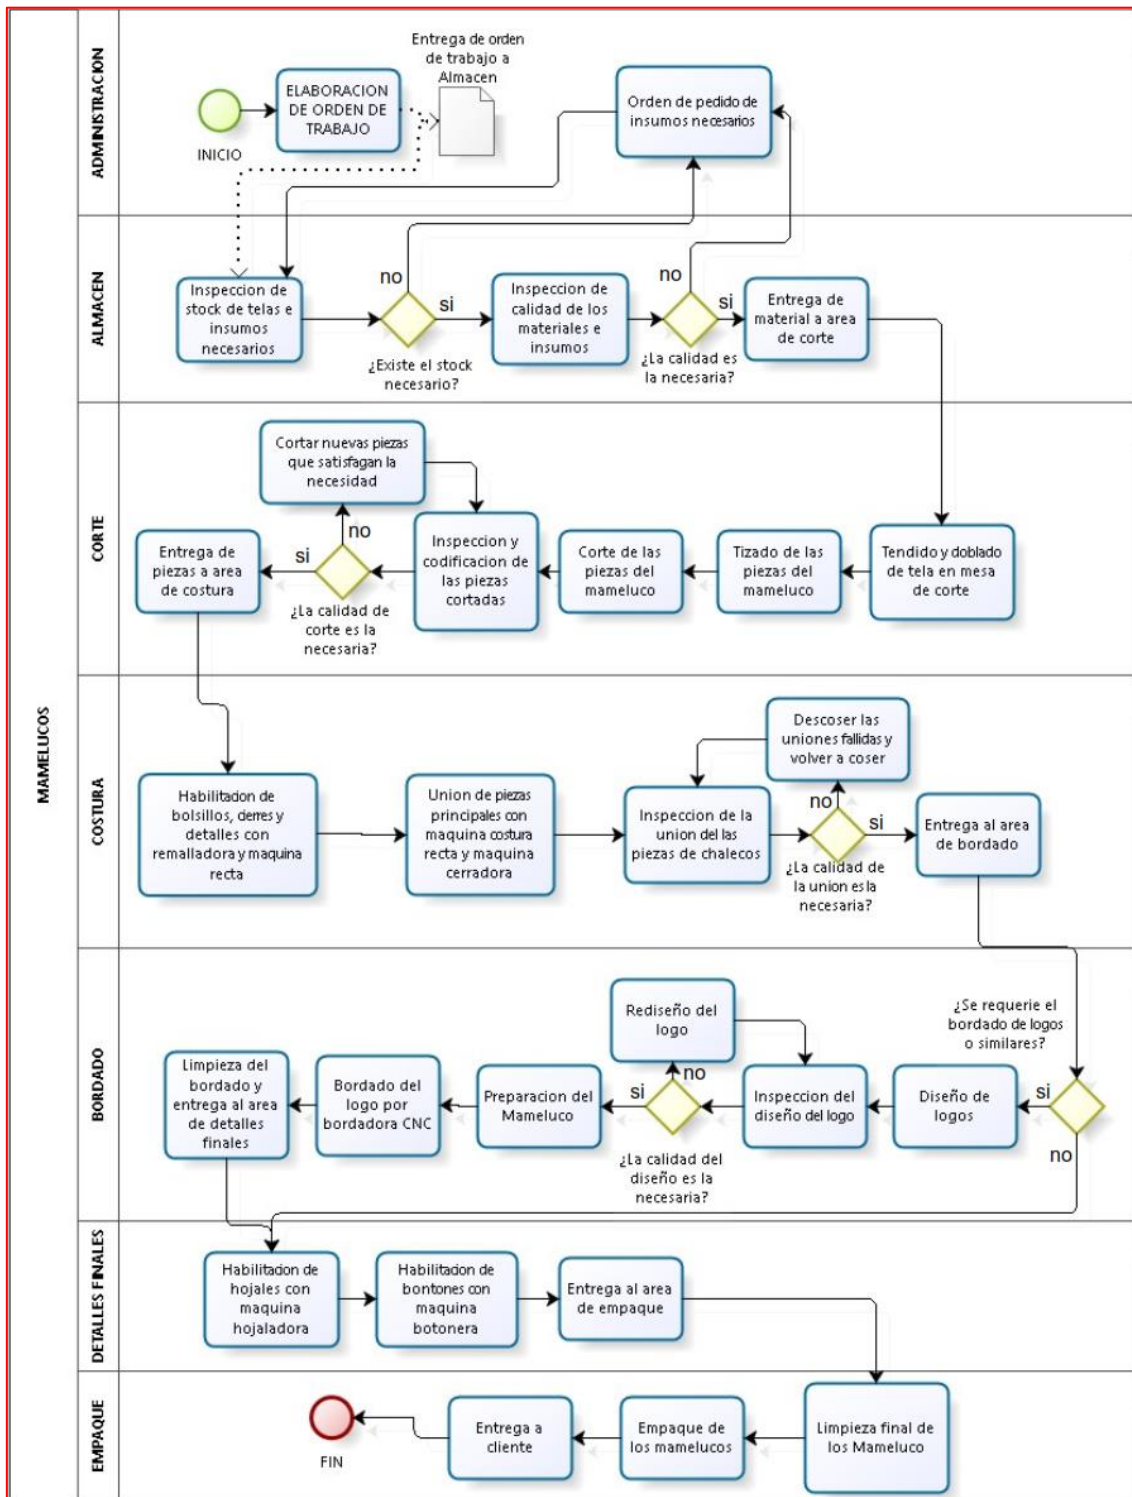 MAMELUCOS
ADMINISTRACION
INICIO
ELABORACION
DE ORDEN DE
TRABAJO
Entrega de orden
de trabajo a
Almacen
Orden de pedido de
insumos necesarios
ALMACEN
Inspeccion de
stock de telas e
insumos
necesarios
no
si
¿Existe el stock
necesario?
Inspeccion de
calidad de los
materiales e
insumos
no
si
¿La calidad es
la necesaria?
Entrega de
material a area
de corte
CORTE
Cortar nuevas piezas
que satisfagan la
necesidad
Entrega de
piezas a area
de costura
si
no
¿La calidad de
corte es la
necesaria?
Inspeccion y
codificacion de
las piezas
cortadas
Corte de las
piezas del
mameluco
Tizado de las
piezas del
mameluco
Tendido y doblado
de tela en mesa
de corte
COSTURA
Habilitacion de
bolsillos, cierres y
detalles con
remalladora y maquina
recta
Union de piezas
principales con
maquina costura
recta y maquina
cerradora
Inspeccion de la
union del las
piezas de chalecos
Descoser las
uniones fallidas y
volver a coser
no
si
¿La calidad de
la union es la
necesaria?
Entrega al area
de bordado
BORDADO
¿Se requerie el
bordado de logos
o similares?
si
no
Diseño de
logos
Inspeccion del
diseño del logo
Rediseño del
logo
no
si
¿La calidad del
diseño es la
necesaria?
Preparacion del
Mameluco
Bordado del
logo por
bordadora CNC
Limpieza del
bordado y
entrega al area
de detalles
finales
DETALLES FINALES
Habilitacion de
hojales con
maquina
hojaladora
Habilitacion de
bontones con
maquina
botonera
Entrega al area
de empaque
EMPAQUE
FIN
Entrega a
cliente
Empaque de
los mamelucos
Limpieza final de
los Mameluco